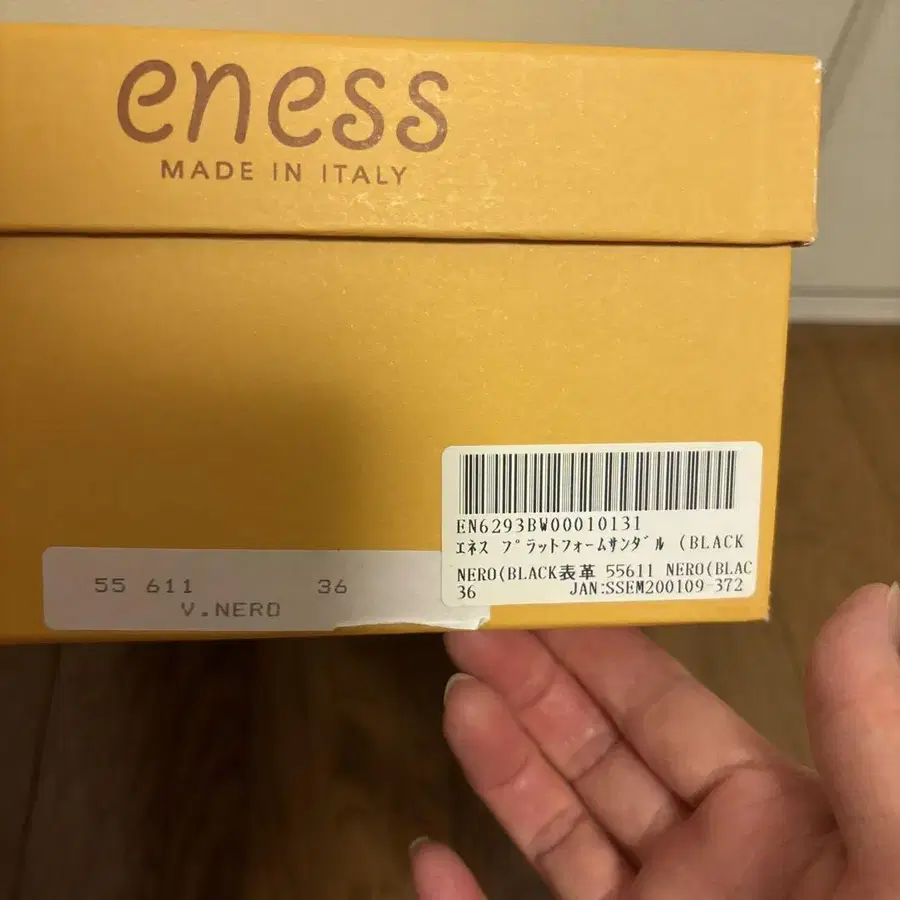 eness
MADE IN ITALY
EN6293BW00010131
エネス プラットフォームサンダル (BLACK
NERO(BLACK表革 55611 NERO(BLAC
36 JAN:SSEM200109-372
55 611 36
V.NERO